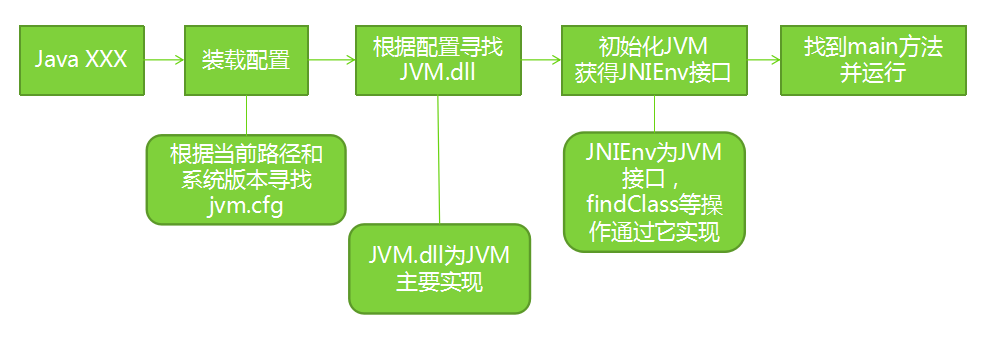 Java XXX
装载配置
根据配置寻找
JVM.dll
初始化JVM
获得JNIEnv接口
找到main方法
并运行
根据当前路径和
系统版本寻找
jvm.cfg
JVM.dll为JVM
主要实现
JNIEnv为JVM
接口，
findClass等操
作通过它实现